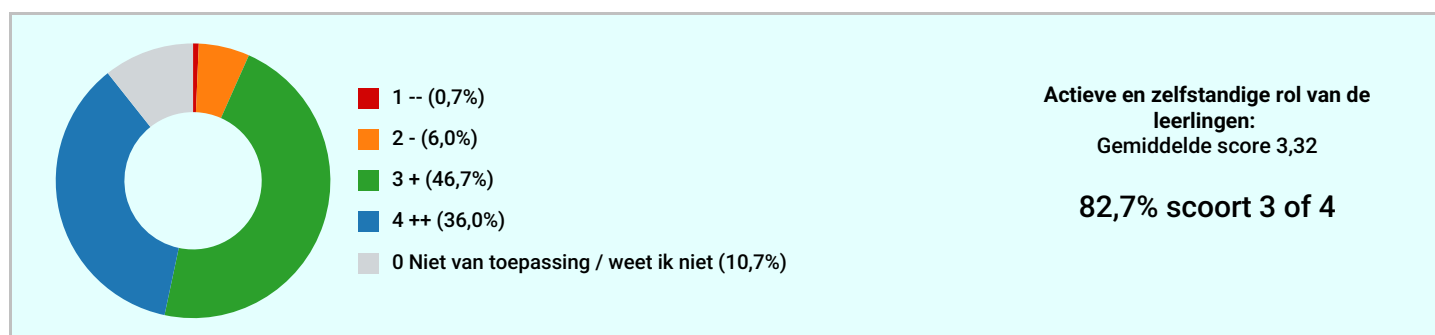 1 -- (0,7%)
2 - (6,0%)
3 + (46,7%)
4 ++ (36,0%)
0 Niet van toepassing / weet ik niet (10,7%)
Actieve en zelfstandige rol van de
leerlingen:
Gemiddelde score 3,32
82,7% scoort 3 of 4